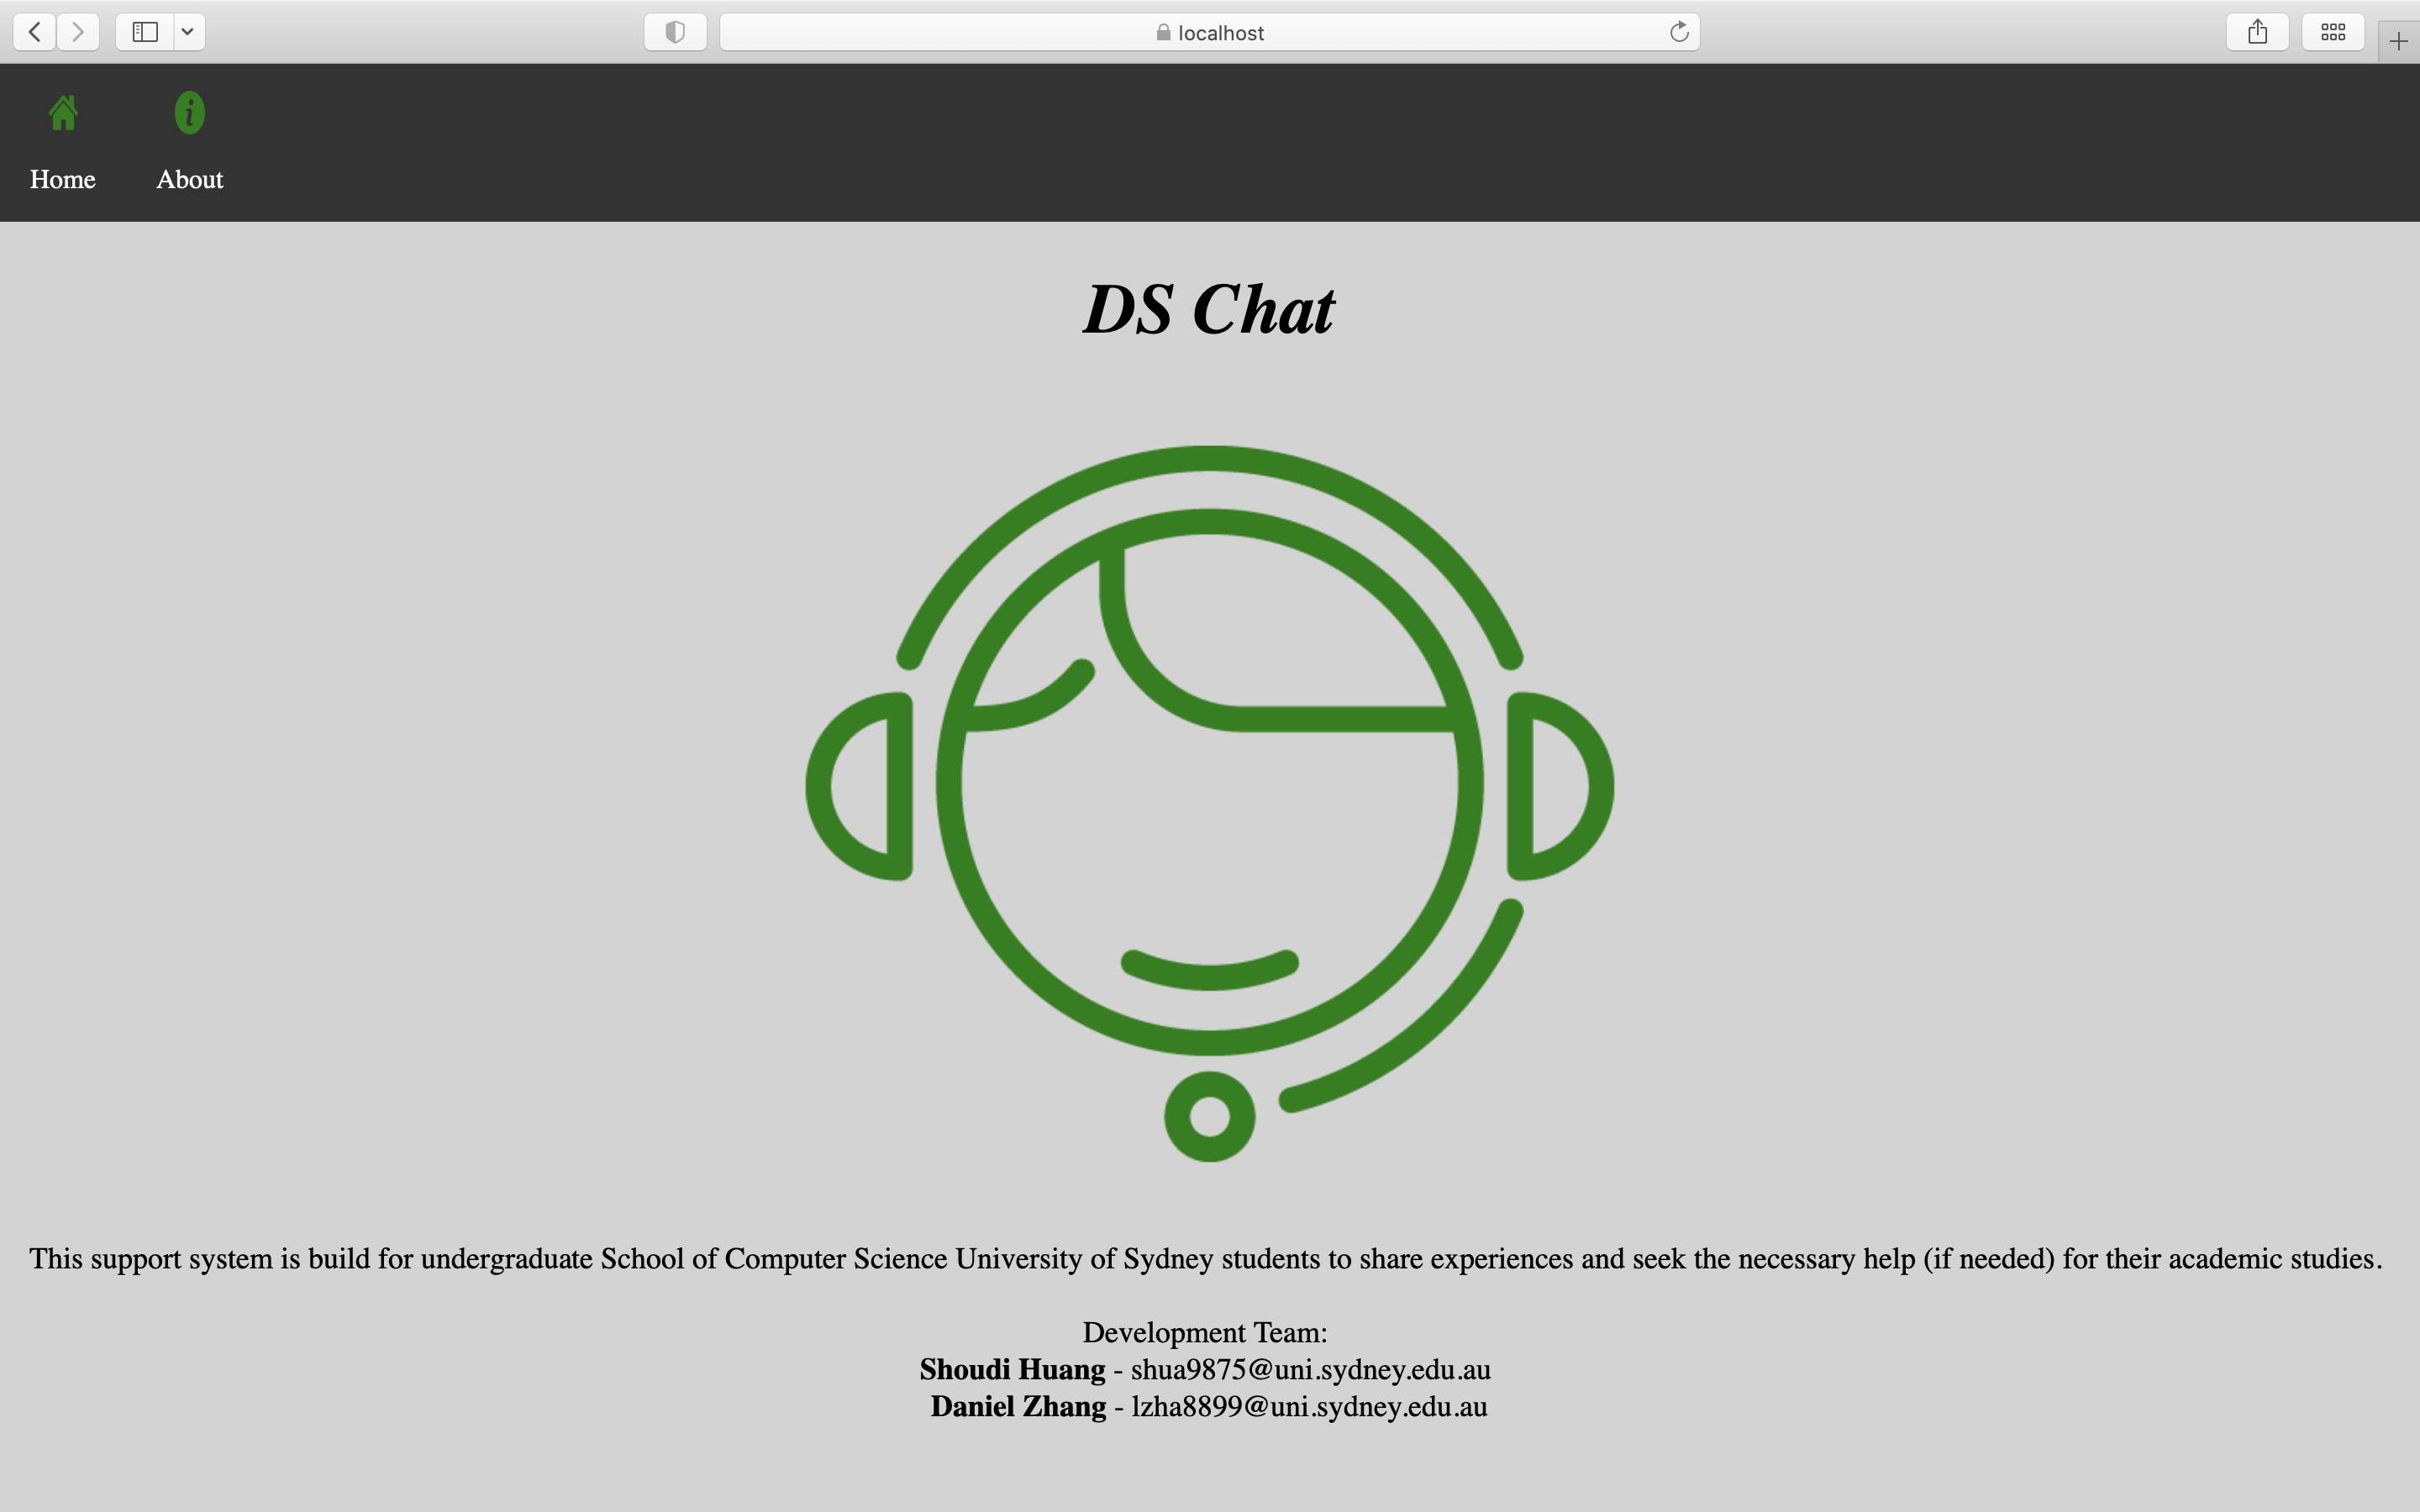 localhost
Home
About
DS Chat
This support system is build for undergraduate School of Computer Science University of Sydney students to share experiences and seek the necessary help (if needed) for their academic studies.
Development Team:
Shoudi Huang - shua9875@uni.sydney.edu.au
Daniel Zhang - lzha8899@uni.sydney.edu.au